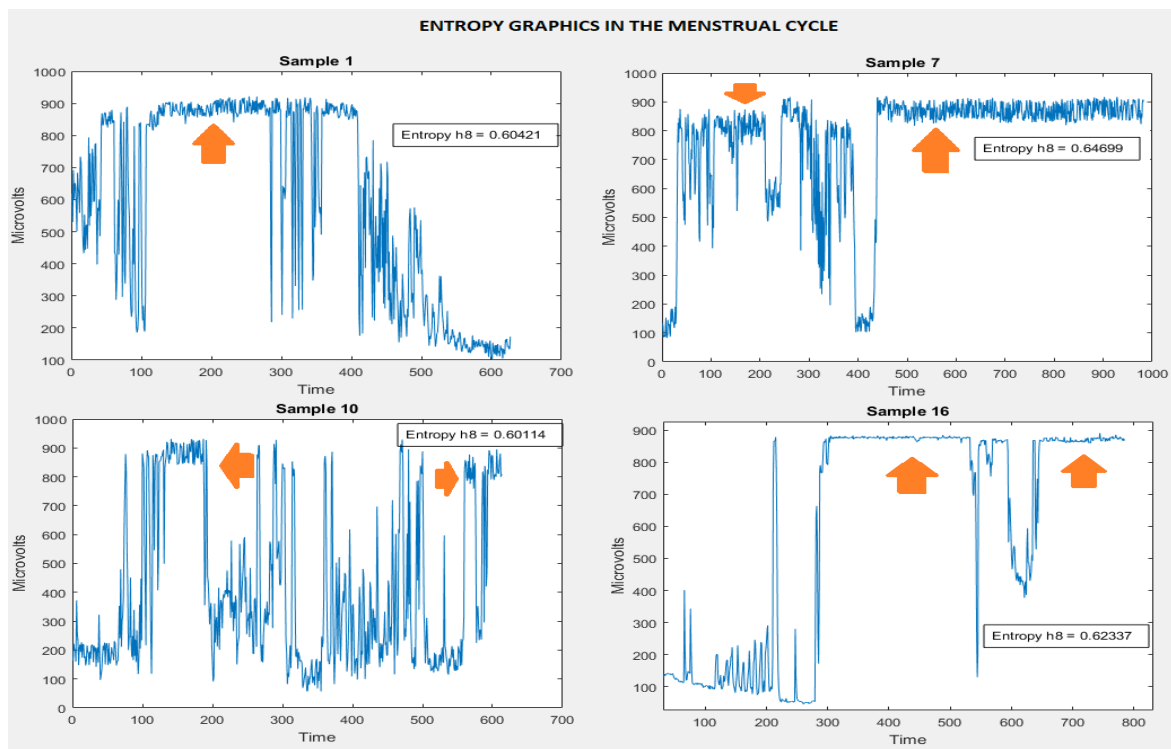 ENTROPY GRAPHICS IN THE MENSTRUAL CYCLE
Sample 1
1000
900
800
700
600
500
400
300
200
100
Microvolts
Entropy h8 = 0.60421
0 100 200 300 400 500 600 700
Time
Sample 7
1000
900
800
700
600
500
400
300
200
100
0
Microvolts
Entropy h8 = 0.64699
0 100 200 300 400 500 600 700 800 900 1000
Time
Sample 10
1000
900
800
700
600
500
400
300
200
100
0
Microvolts
Entropy h8 = 0.60114
0 100 200 300 400 500 600 700
Time
Sample 16
900
800
700
600
500
400
300
200
100
Microvolts
Entropy h8 = 0.62337
100 200 300 400 500 600 700 800
Time